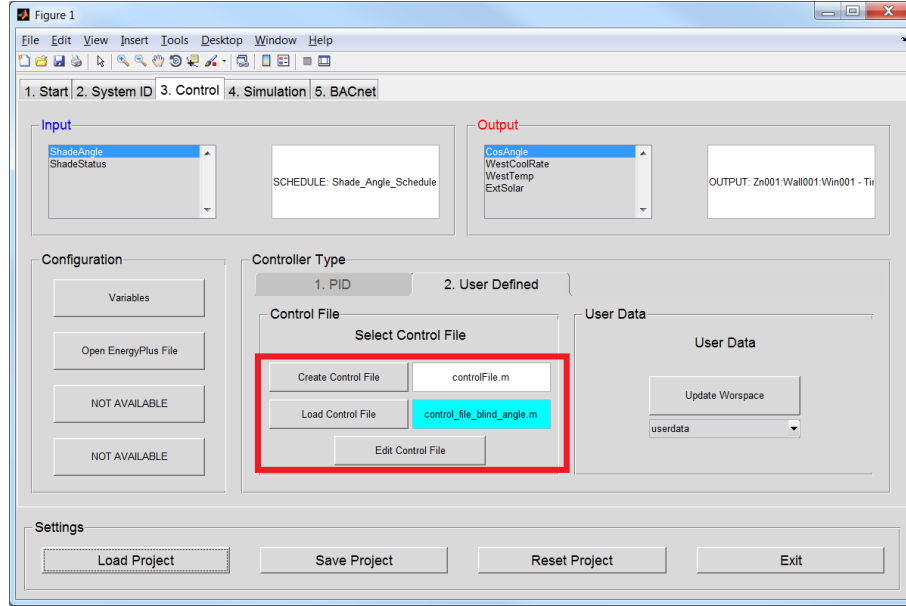 Figure 1
File Edit View Insert Tools Desktop Window Help
1. Start 2. System ID 3. Control 4. Simulation 5. BACnet
Input
ShadeAngle
ShadeStatus
SCHEDULE: Shade_Angle_Schedule
Output
CosAngle
WestCoolRate
WestTemp
ExtSolar
OUTPUT: Zn001:Wall001:Win001 - Tir
Configuration
Variables
Open EnergyPlus File
NOT AVAILABLE
NOT AVAILABLE
Controller Type
1. PID 2. User Defined
Control File
Select Control File
Create Control File controlFile.m
Load Control File control_file_blind_angle.m
Edit Control File
User Data
User Data
Update Worspace
userdata
Settings
Load Project Save Project Reset Project Exit